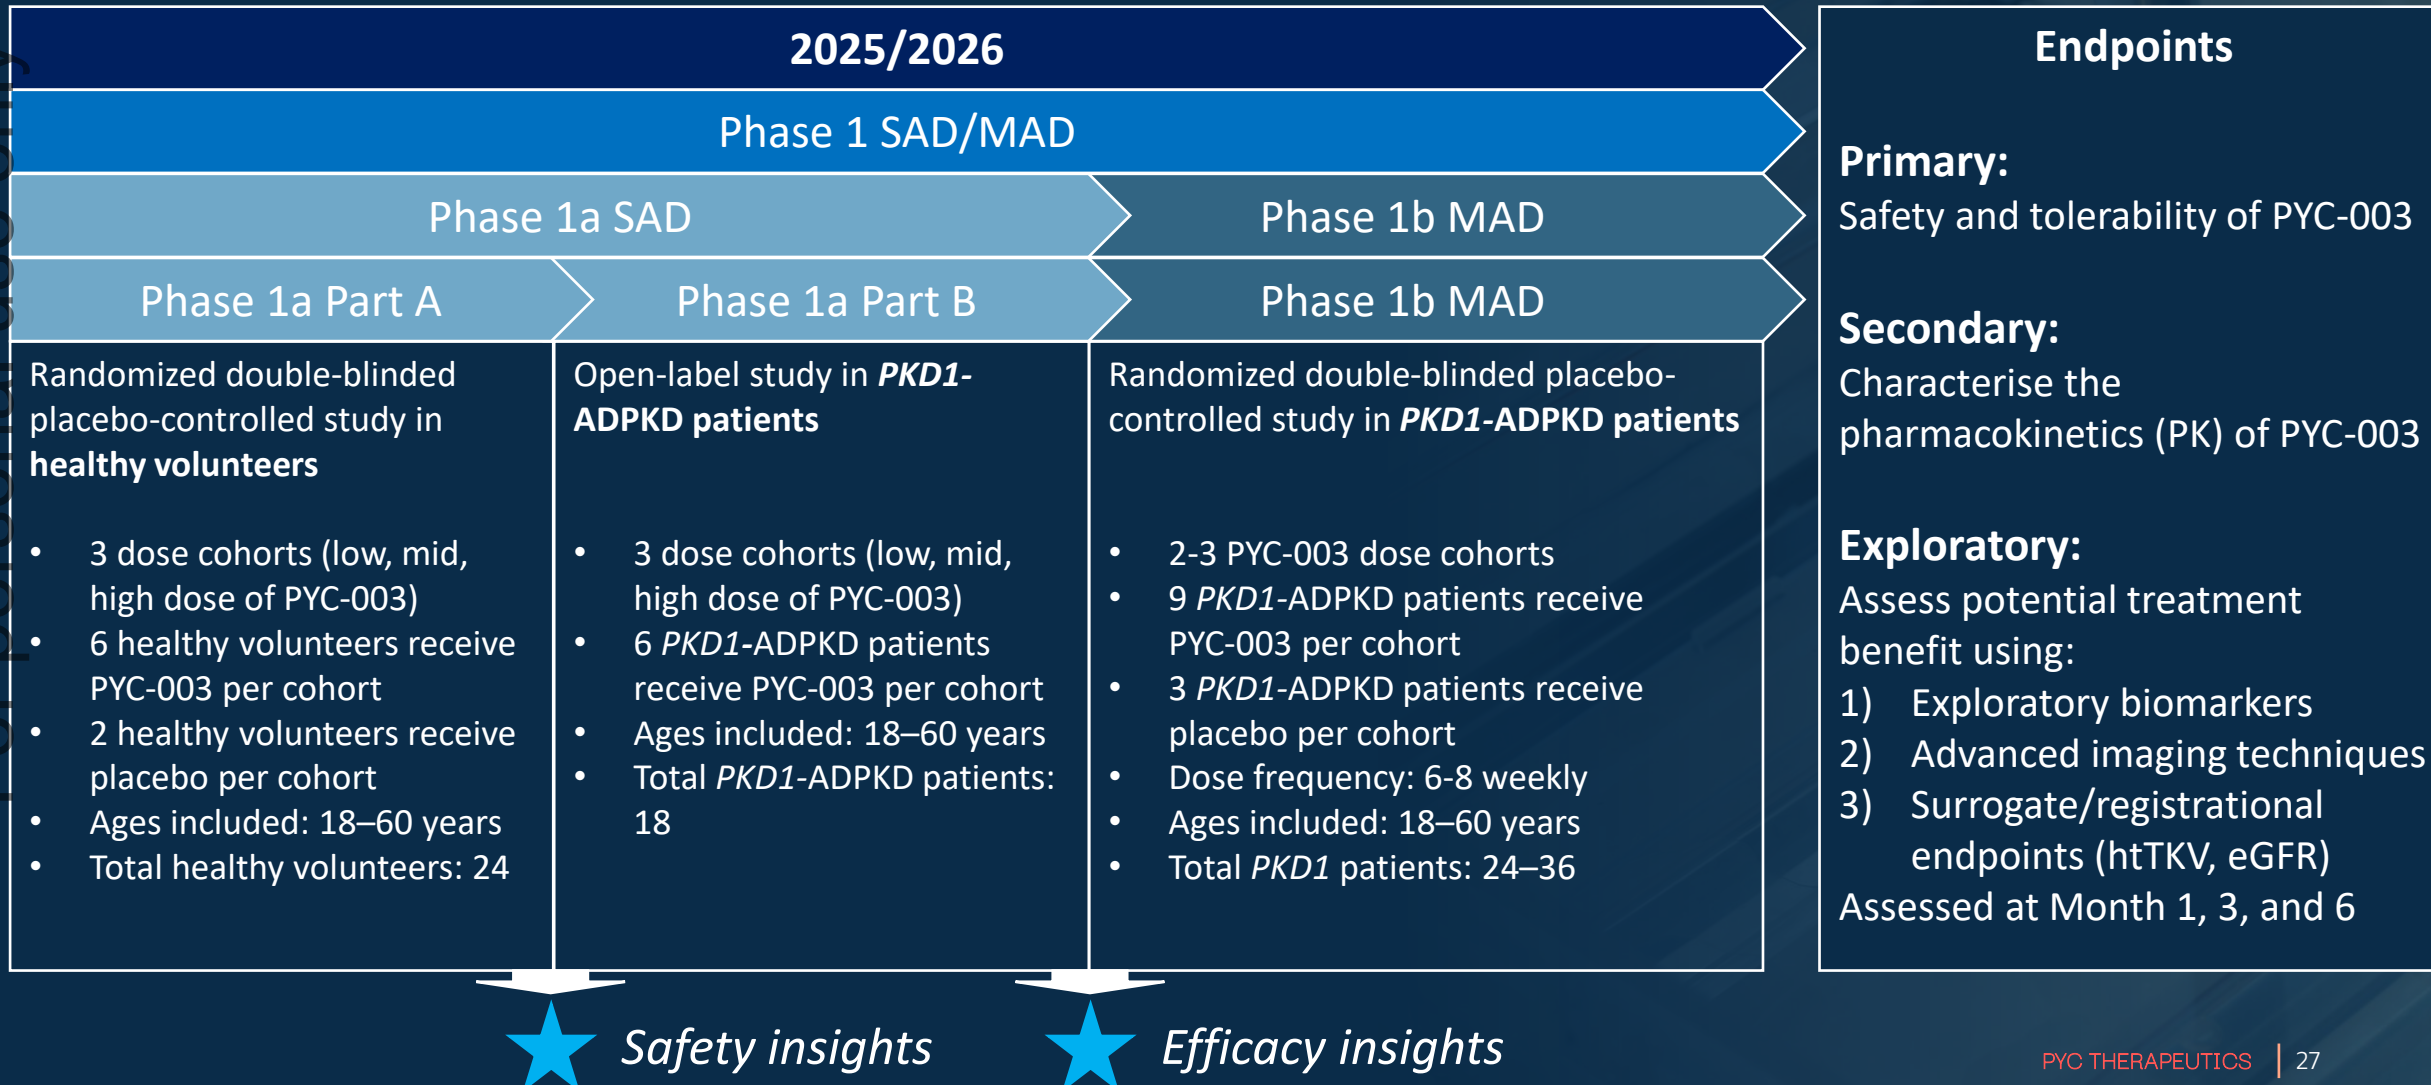 2025/2026
Phase 1 SAD/MAD
Phase 1a SAD
Phase 1b MAD
Phase 1a Part A
Phase 1a Part B
Phase 1b MAD
Randomized double-blinded
placebo-controlled study in
healthy volunteers
• 3 dose cohorts (low, mid,
high dose of PYC-003)
• 6 healthy volunteers receive
PYC-003 per cohort
• 2 healthy volunteers receive
placebo per cohort
• Ages included: 18–60 years
• Total healthy volunteers: 24
Open-label study in PKD1-
ADPKD patients
• 3 dose cohorts (low, mid,
high dose of PYC-003)
• 6 PKD1-ADPKD patients
receive PYC-003 per cohort
• Ages included: 18–60 years
• Total PKD1-ADPKD patients:
18
Randomized double-blinded placebo-
controlled study in PKD1-ADPKD patients
• 2-3 PYC-003 dose cohorts
• 9 PKD1-ADPKD patients receive
PYC-003 per cohort
• 3 PKD1-ADPKD patients receive
placebo per cohort
• Dose frequency: 6-8 weekly
• Ages included: 18–60 years
• Total PKD1 patients: 24–36
Endpoints
Primary:
Safety and tolerability of PYC-003
Secondary:
Characterise the
pharmacokinetics (PK) of PYC-003
Exploratory:
Assess potential treatment
benefit using:
1) Exploratory biomarkers
2) Advanced imaging techniques
3) Surrogate/registrational
endpoints (htTKV, eGFR)
Assessed at Month 1, 3, and 6
Safety insights
Efficacy insights
PYC THERAPEUTICS | 27